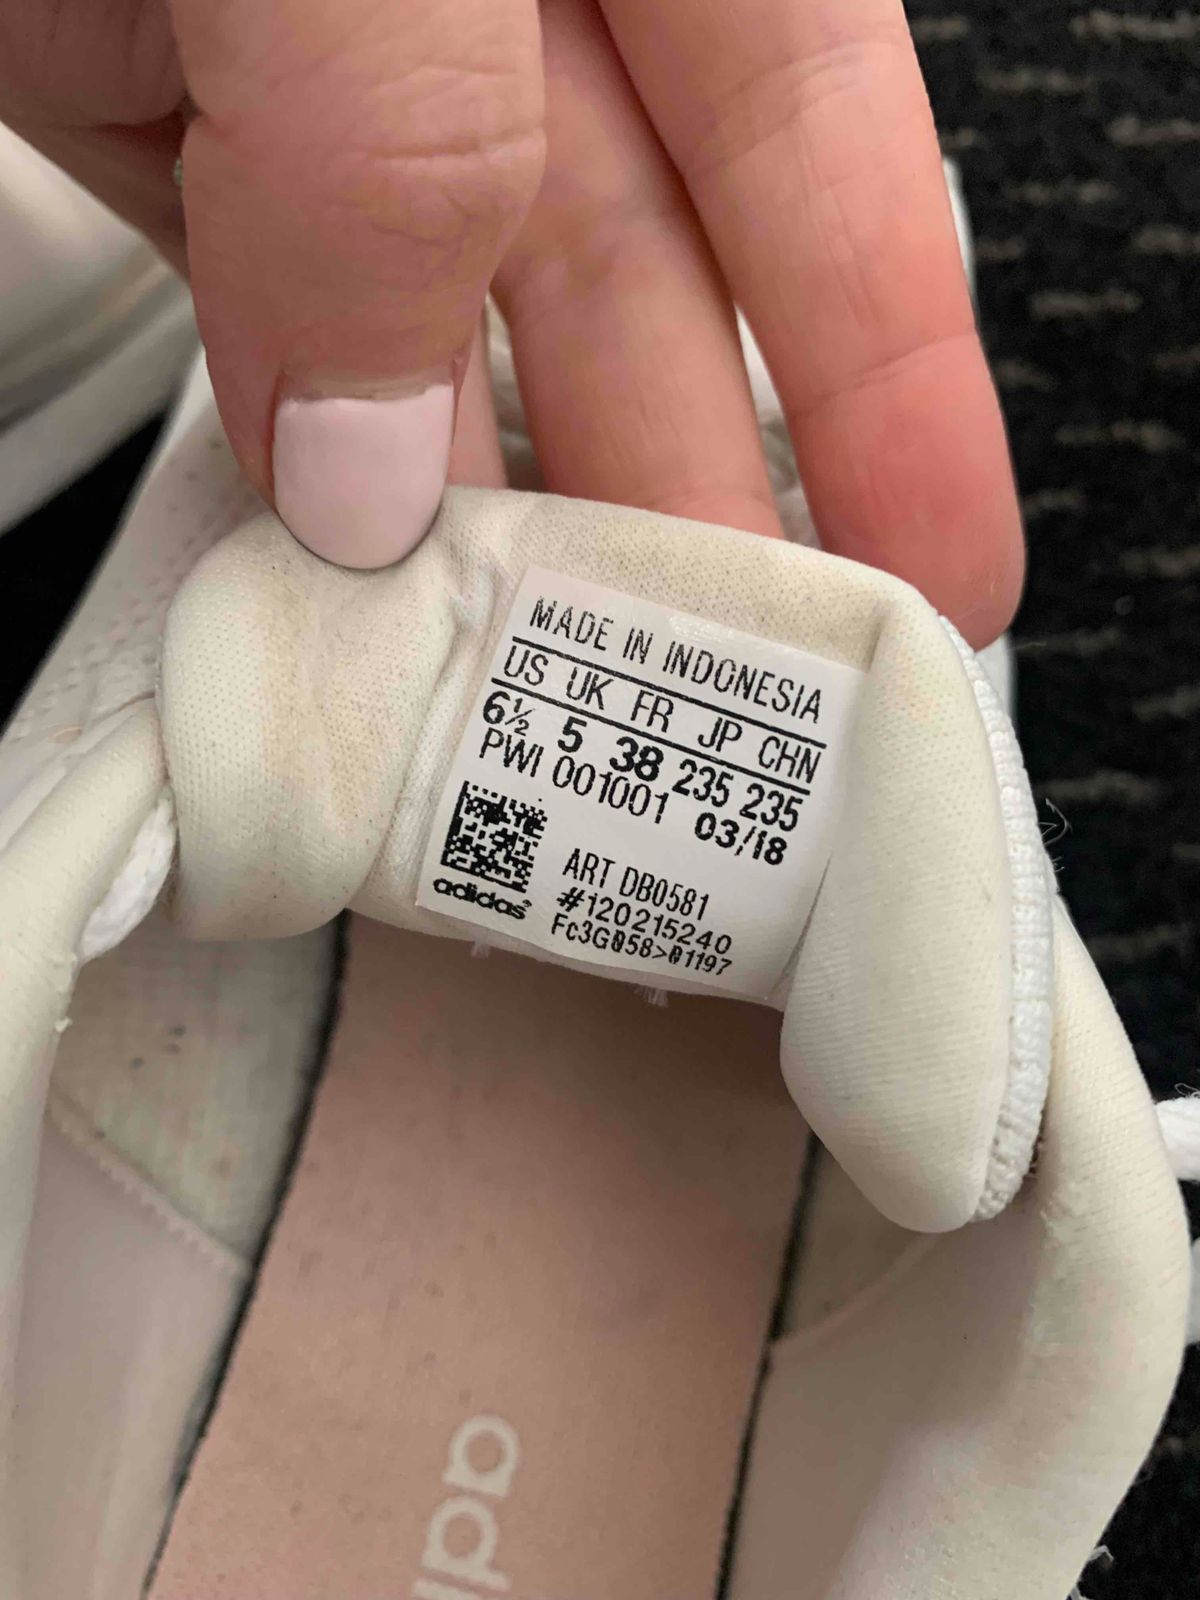 MADE IN INDONESIA
US UK FR JP CHN
6½ 5 38 235 235
PWI 001001 03/18
ART DB0581
#120215240
Fc3G058>01197
adidas
adi